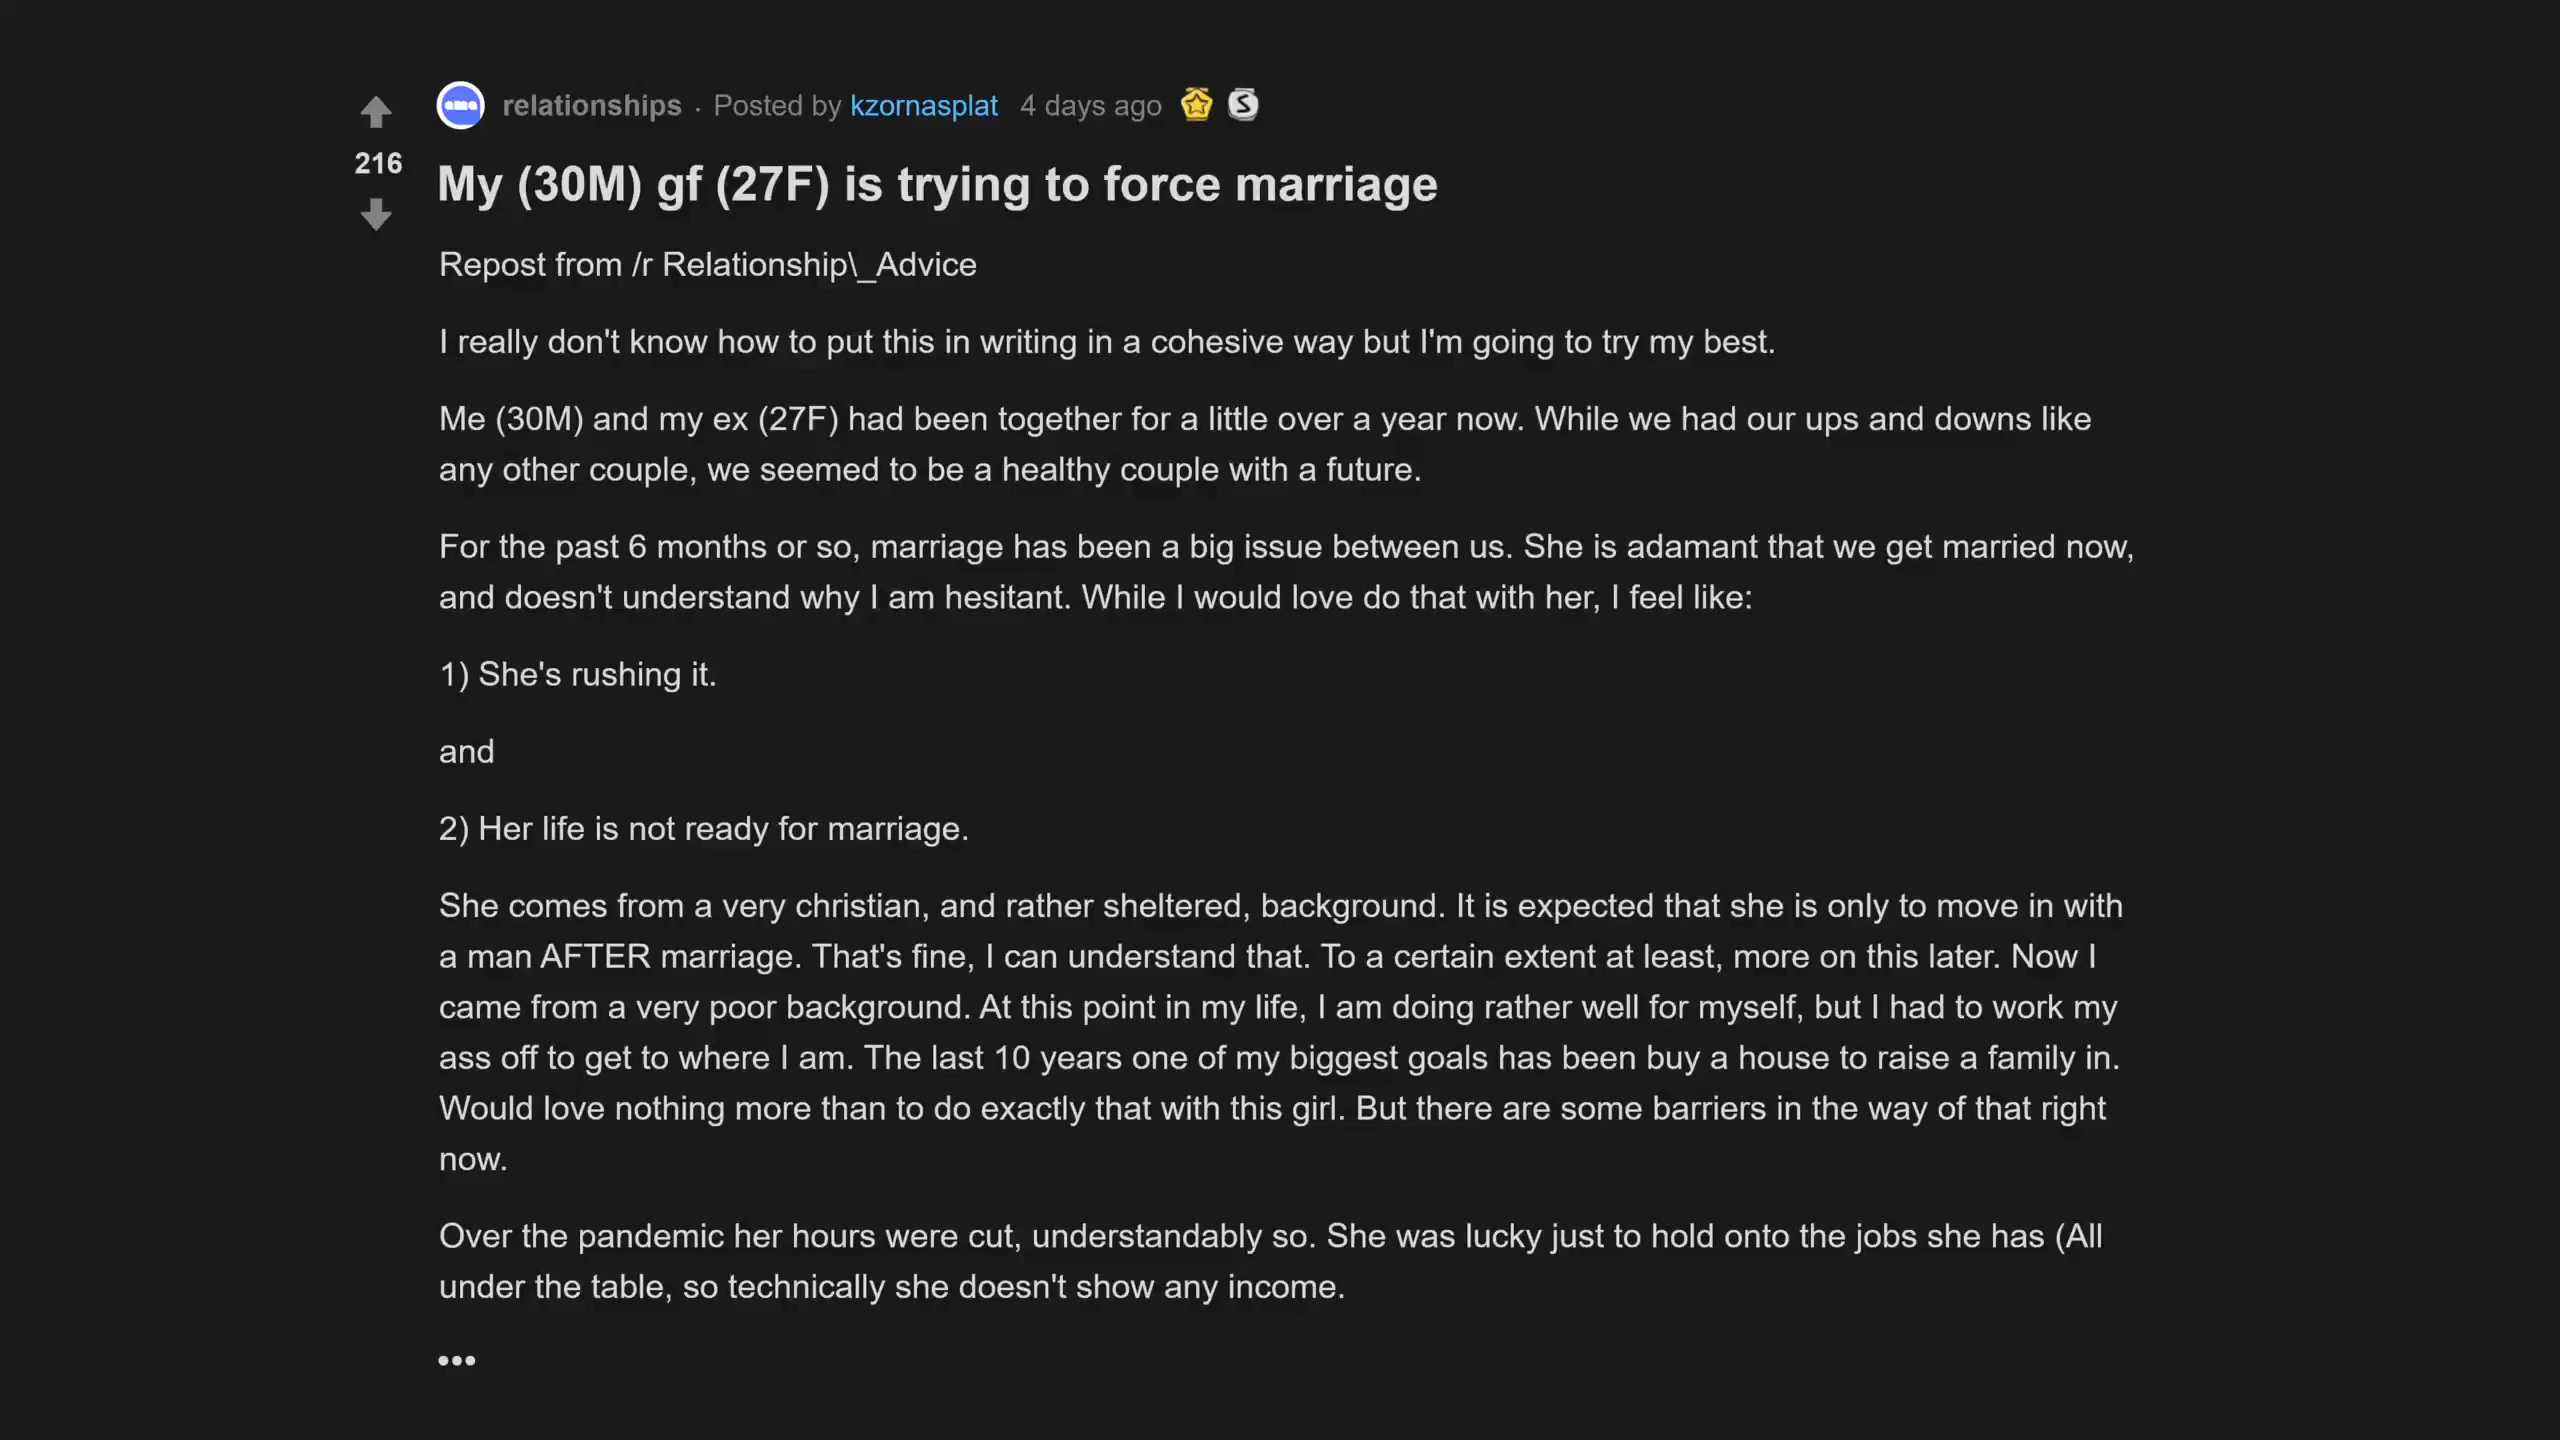 relationships · Posted by kzornasplat 4 days ago
216
My (30M) gf (27F) is trying to force marriage
Repost from /r Relationship\_Advice
I really don't know how to put this in writing in a cohesive way but I'm going to try my best.
Me (30M) and my ex (27F) had been together for a little over a year now. While we had our ups and downs like
any other couple, we seemed to be a healthy couple with a future.
For the past 6 months or so, marriage has been a big issue between us. She is adamant that we get married now,
and doesn't understand why I am hesitant. While I would love do that with her, I feel like:
1) She's rushing it.
and
2) Her life is not ready for marriage.
She comes from a very christian, and rather sheltered, background. It is expected that she is only to move in with
a man AFTER marriage. That's fine, I can understand that. To a certain extent at least, more on this later. Now I
came from a very poor background. At this point in my life, I am doing rather well for myself, but I had to work my
ass off to get to where I am. The last 10 years one of my biggest goals has been buy a house to raise a family in.
Would love nothing more than to do exactly that with this girl. But there are some barriers in the way of that right
now.
Over the pandemic her hours were cut, understandably so. She was lucky just to hold onto the jobs she has (All
under the table, so technically she doesn't show any income.
•••